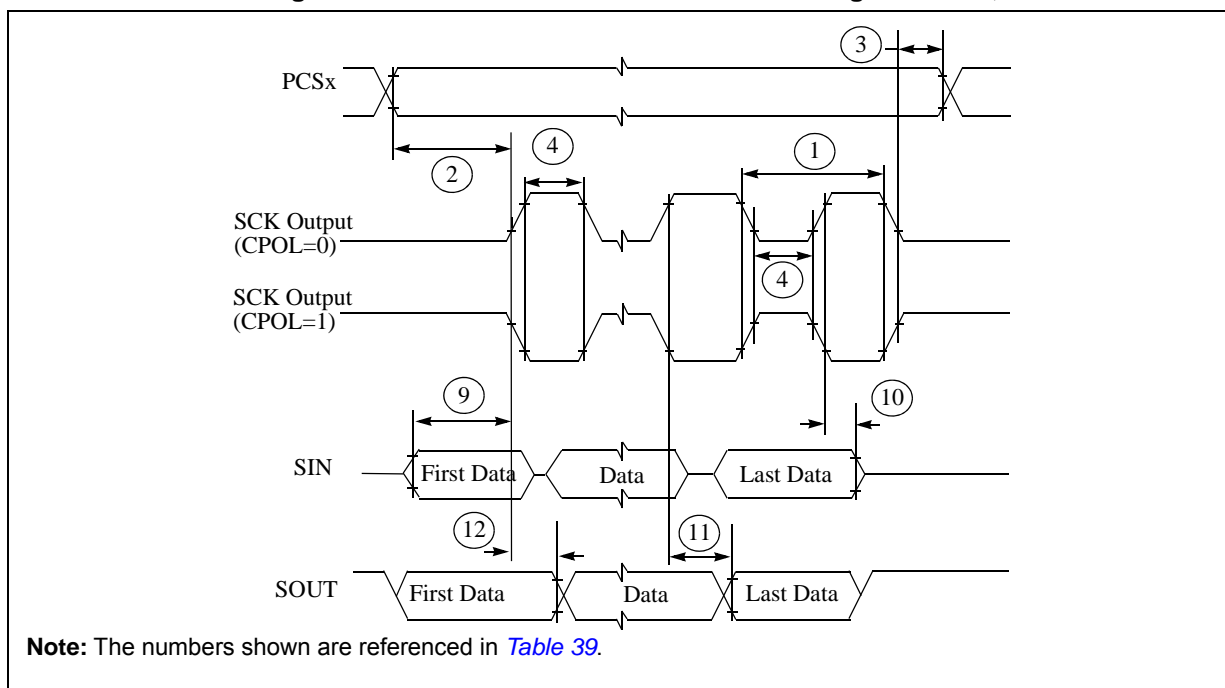 3
PCSx
4
1
2
SCK Output
(CPOL=0)
4
SCK Output
(CPOL=1)
9
10
SIN
First Data
Data
Last Data
12
11
SOUT
First Data
Data
Last Data
Note: The numbers shown are referenced in Table 39.